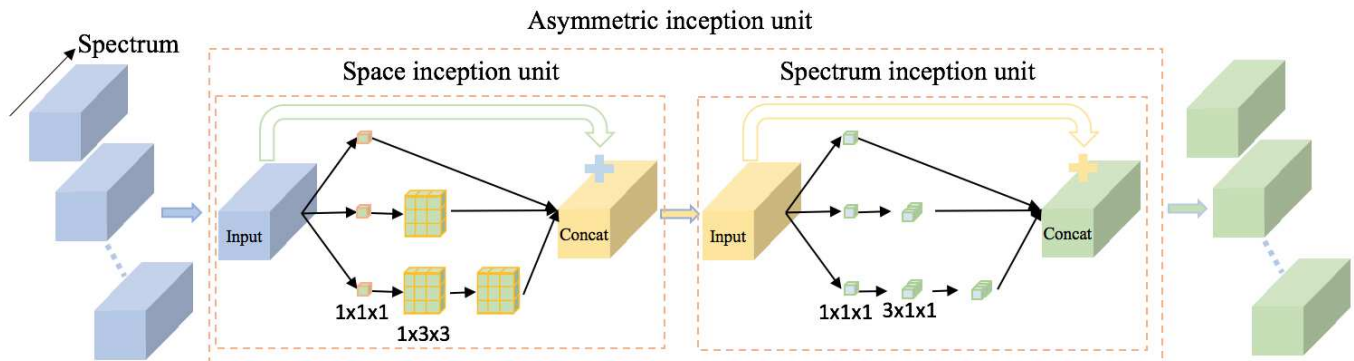 Asymmetric inception unit
Spectrum
Space inception unit
Spectrum inception unit
Input
Concat
Input
Concat
1x1x1
1x3x3
1x1x1
3x1x1